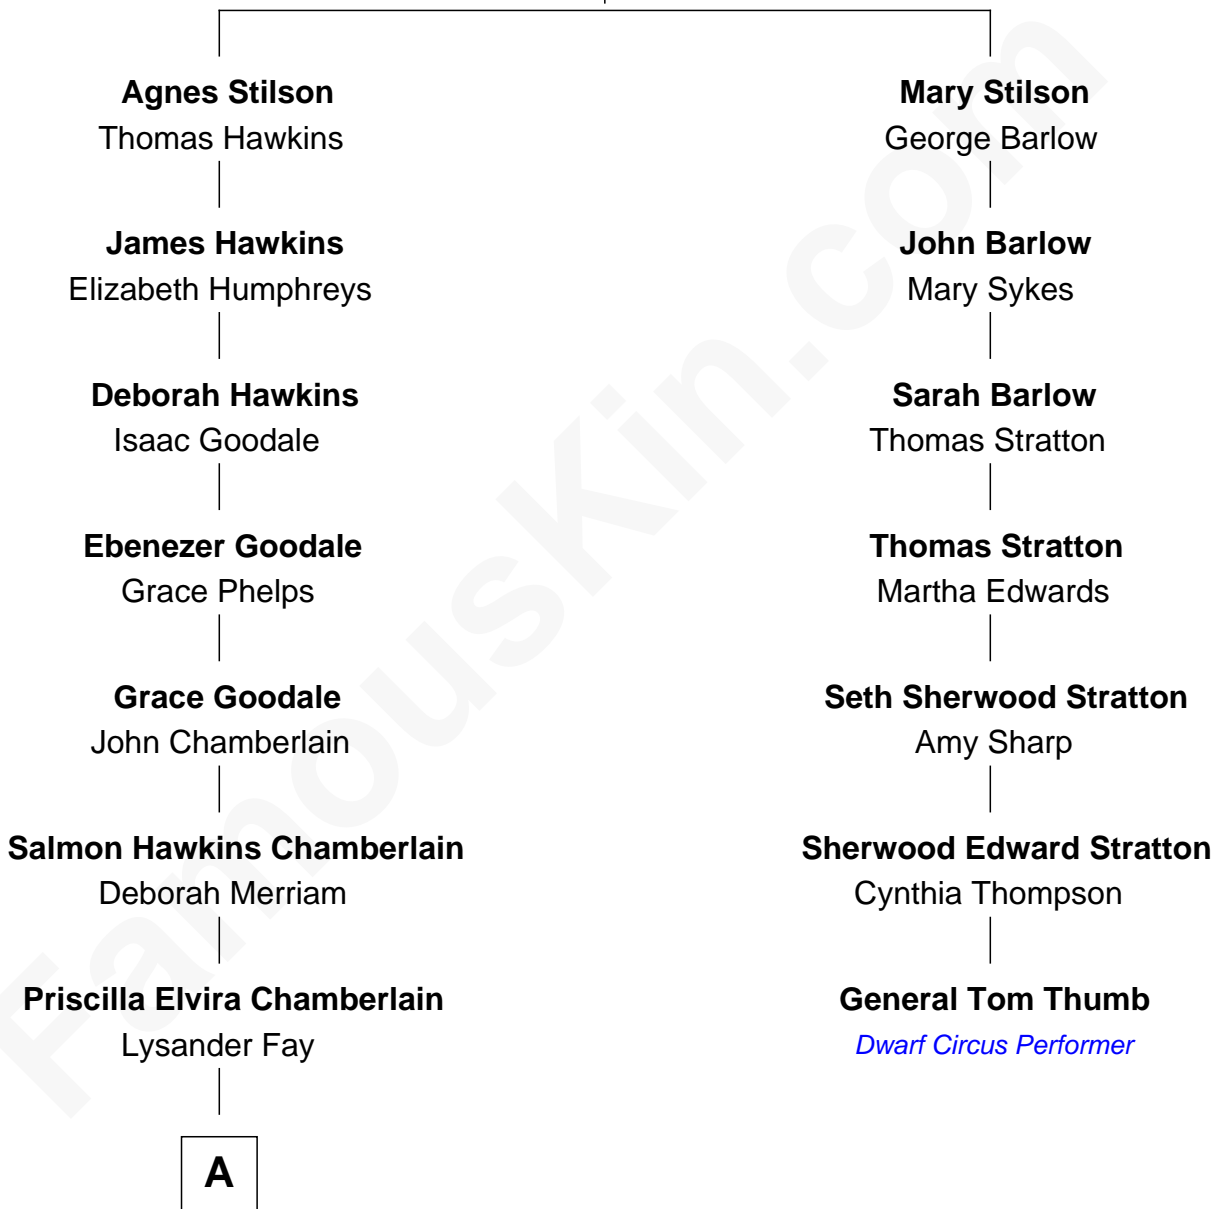 Agnes Stilson
Thomas Hawkins
James Hawkins
Elizabeth Humphreys
Deborah Hawkins
Isaac Goodale
Ebenezer Goodale
Grace Phelps
Grace Goodale
John Chamberlain
Salmon Hawkins Chamberlain
Deborah Merriam
Priscilla Elvira Chamberlain
Lysander Fay
A
Mary Stilson
George Barlow
John Barlow
Mary Sykes
Sarah Barlow
Thomas Stratton
Thomas Stratton
Martha Edwards
Seth Sherwood Stratton
Amy Sharp
Sherwood Edward Stratton
Cynthia Thompson
General Tom Thumb
Dwarf Circus Performer
FamousKin.com